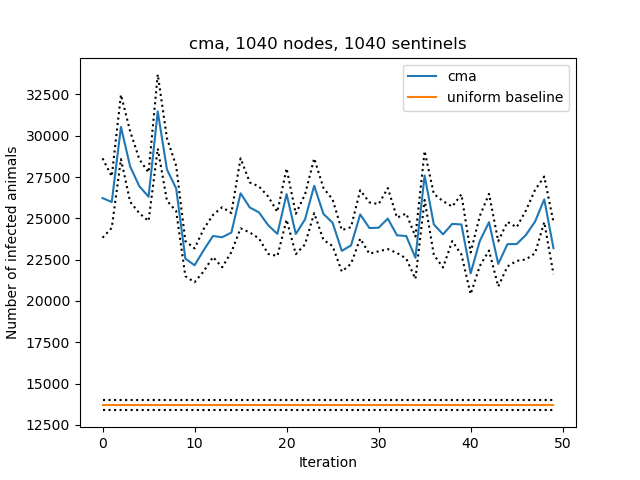 cma, 1040 nodes, 1040 sentinels
cma
uniform baseline
Number of infected animals
32500
30000
27500
25000
22500
20000
17500
15000
12500
0 10 20 30 40 50
Iteration